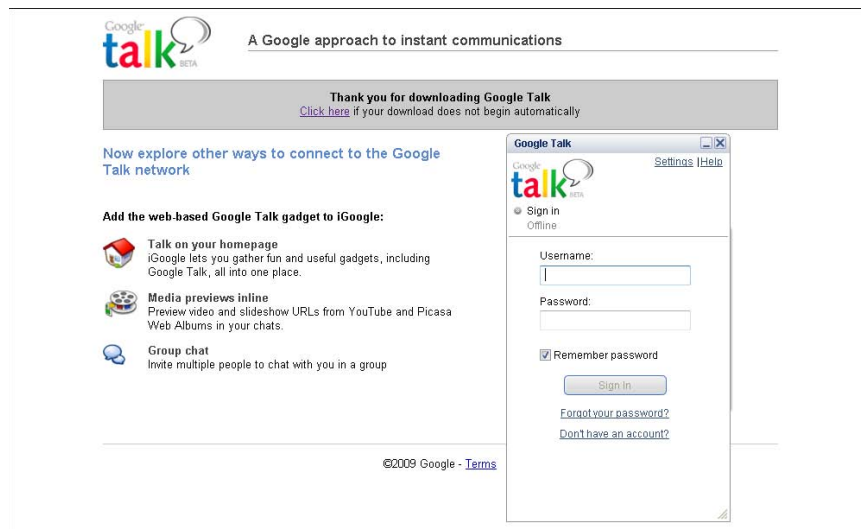 Google
talk
BETA
A Google approach to instant communications
Thank you for downloading Google Talk
Click here if your download does not begin automatically
Now explore other ways to connect to the Google
Talk network
Add the web-based Google Talk gadget to iGoogle:
Talk on your homepage
iGoogle lets you gather fun and useful gadgets, including
Google Talk, all into one place.
Media previews inline
Preview video and slideshow URLs from YouTube and Picasa
Web Albums in your chats.
Group chat
Invite multiple people to chat with you in a group
©2009 Google - Terms
Google Talk
Settings | Help
Google
talk
BETA
Sign in
Offline
Username:
Password:
Remember password
Sign In
Forgot your password?
Don't have an account?